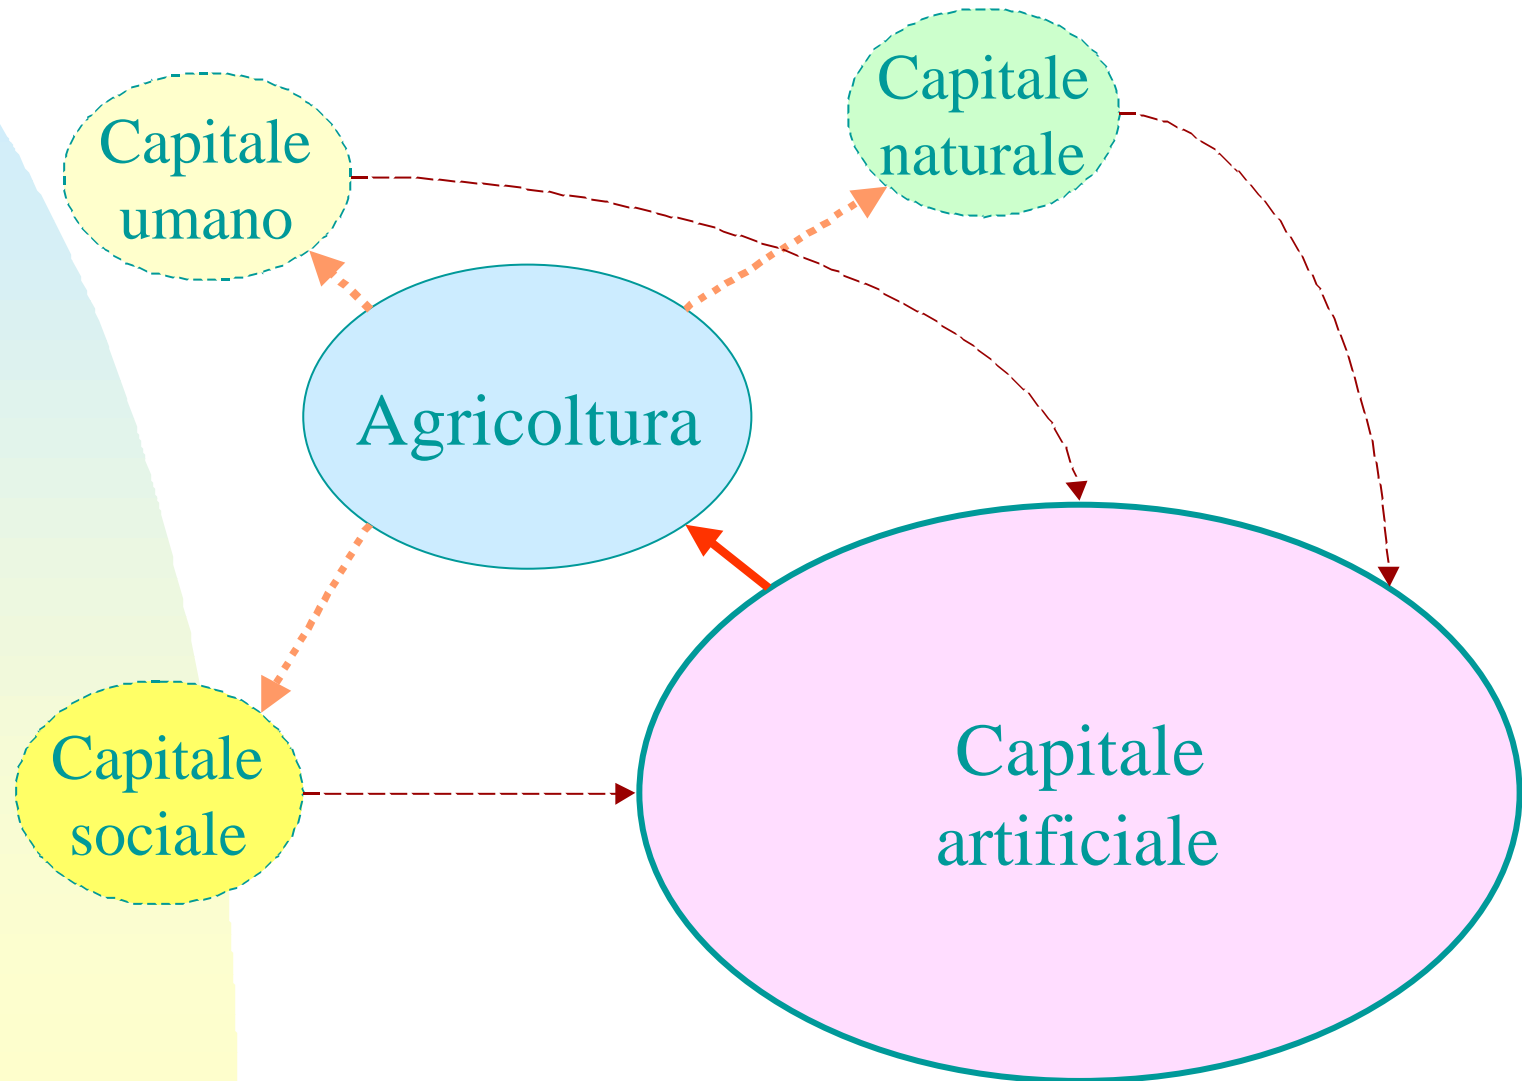 Capitale
naturale
Capitale
umano
Agricoltura
Capitale
sociale
Capitale
artificiale